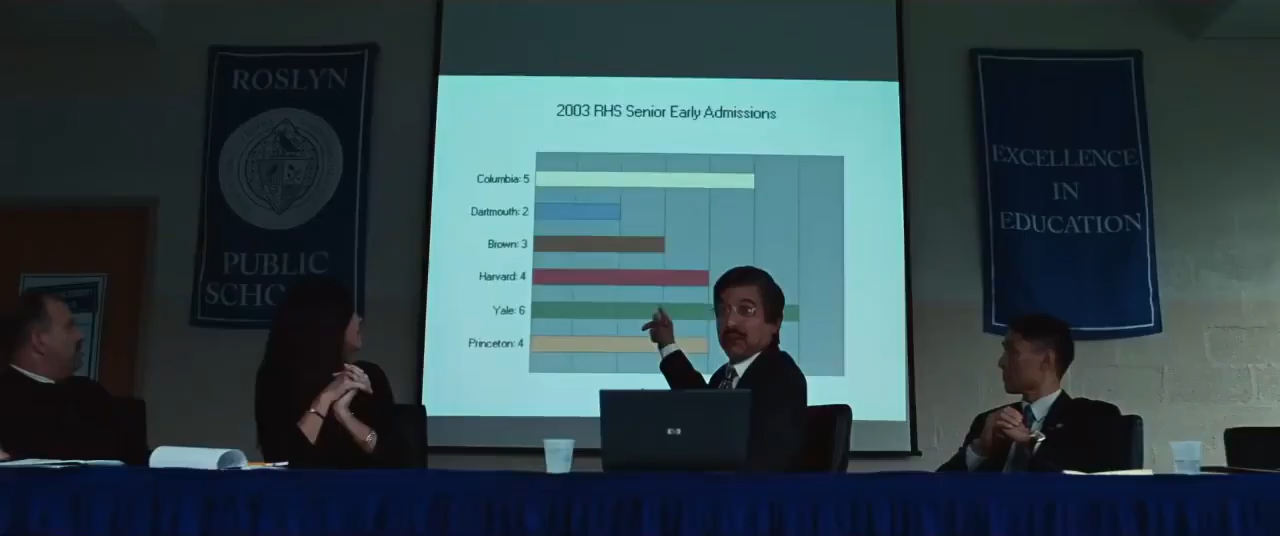 ROSLYN
PUBLIC
2003 RHS Senior Early Admissions
Columbia: 5
Dartmouth: 2
Brown: 3
Harvard: 4
Yale: 6
Princeton: 4
EXCELLENCE
IN
EDUCATION
hp